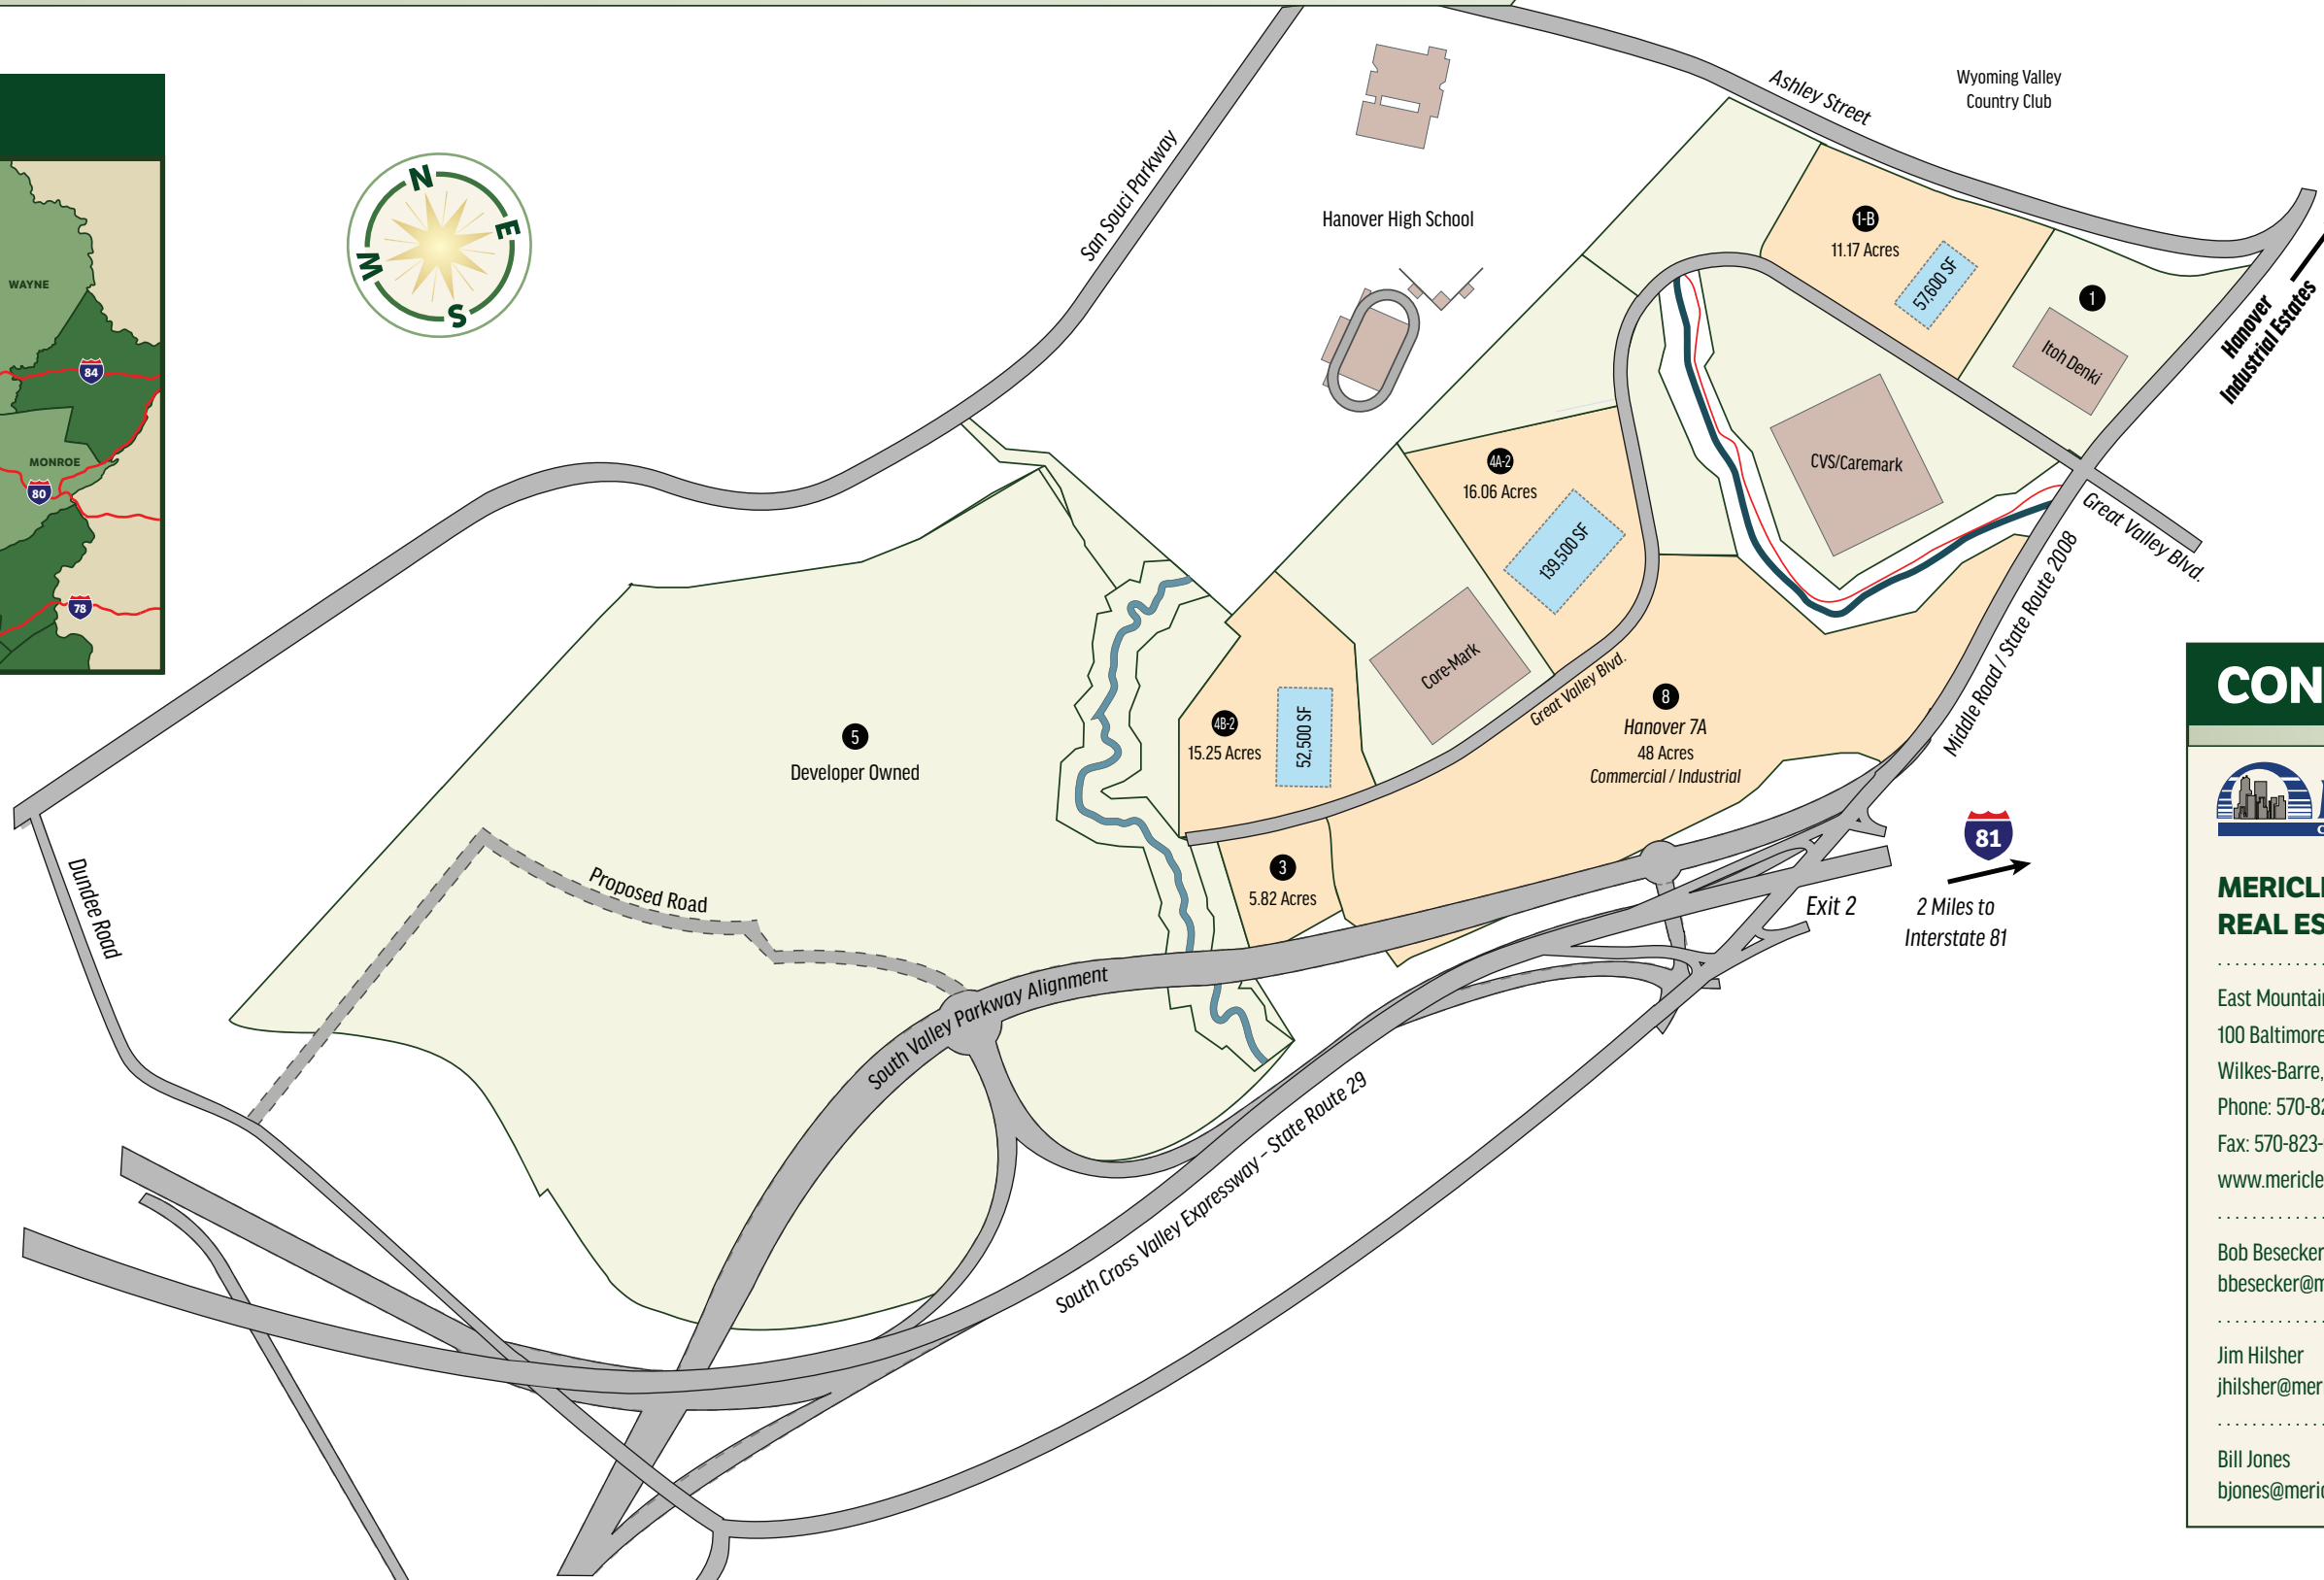 WAYNE
84
MONROE
80
78
N
E
S
W
San Souci Parkway
Hanover High School
Ashley Street
Wyoming Valley
Country Club
1-B
11.17 Acres
57,600 SF
1
Itoh Denki
Hanover
Industrial Estates
CVS/Caremark
Great Valley Blvd.
4A-2
16.06 Acres
139,500 SF
Core-Mark
Great Valley Blvd.
Middle Road / State Route 2008
8
Hanover 7A
48 Acres
Commercial / Industrial
4B-2
15.25 Acres
52,500 SF
3
5.82 Acres
5
Developer Owned
Proposed Road
Dundee Road
South Valley Parkway Alignment
South Cross Valley Expressway – State Route 29
81
Exit 2
2 Miles to
Interstate 81
CON
MERICL
REAL ES
East Mountai
100 Baltimore
Wilkes-Barre,
Phone: 570-82
Fax: 570-823-
www.mericle
Bob Besecker
bbesecker@m
Jim Hilsher
jhilsher@mer
Bill Jones
bjones@meric